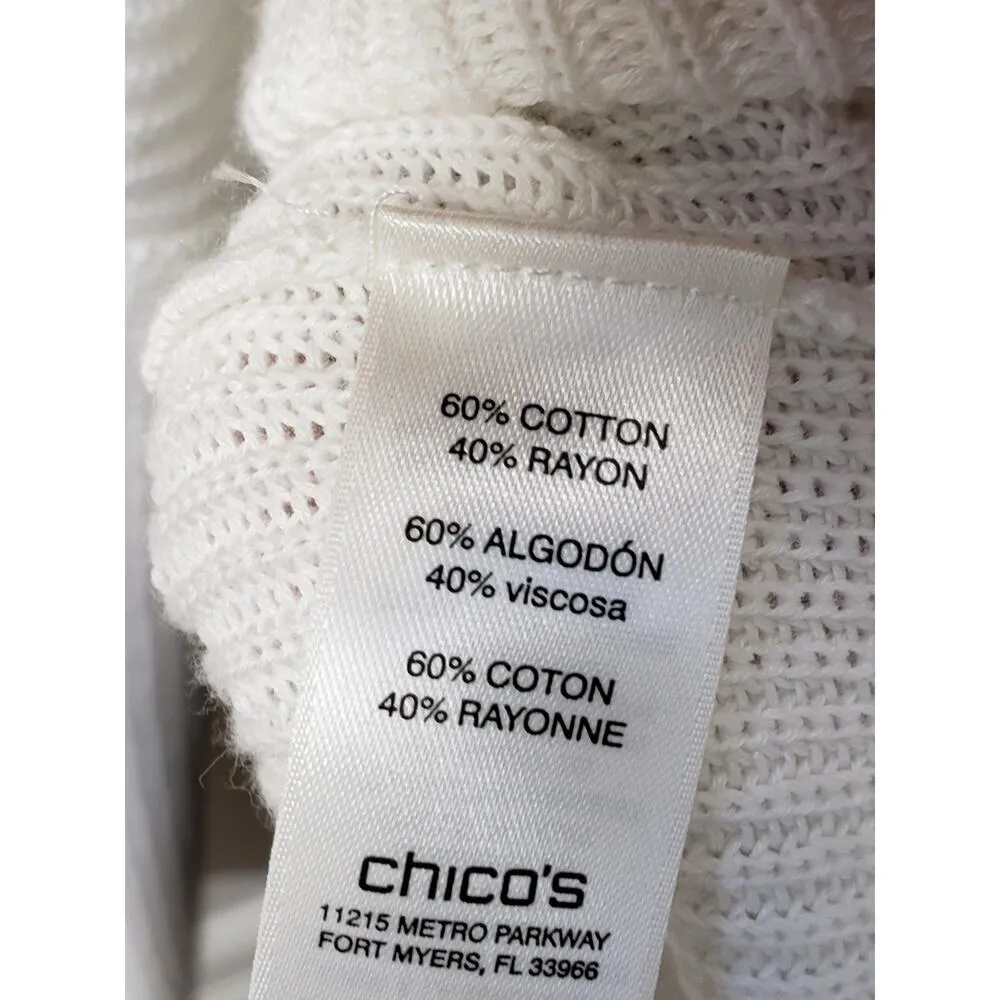 60% COTTON
40% RAYON
60% ALGODÓN
40% viscosa
60% COTON
40% RAYONNE
chico's
11215 METRO PARKWAY
FORT MYERS, FL 33966